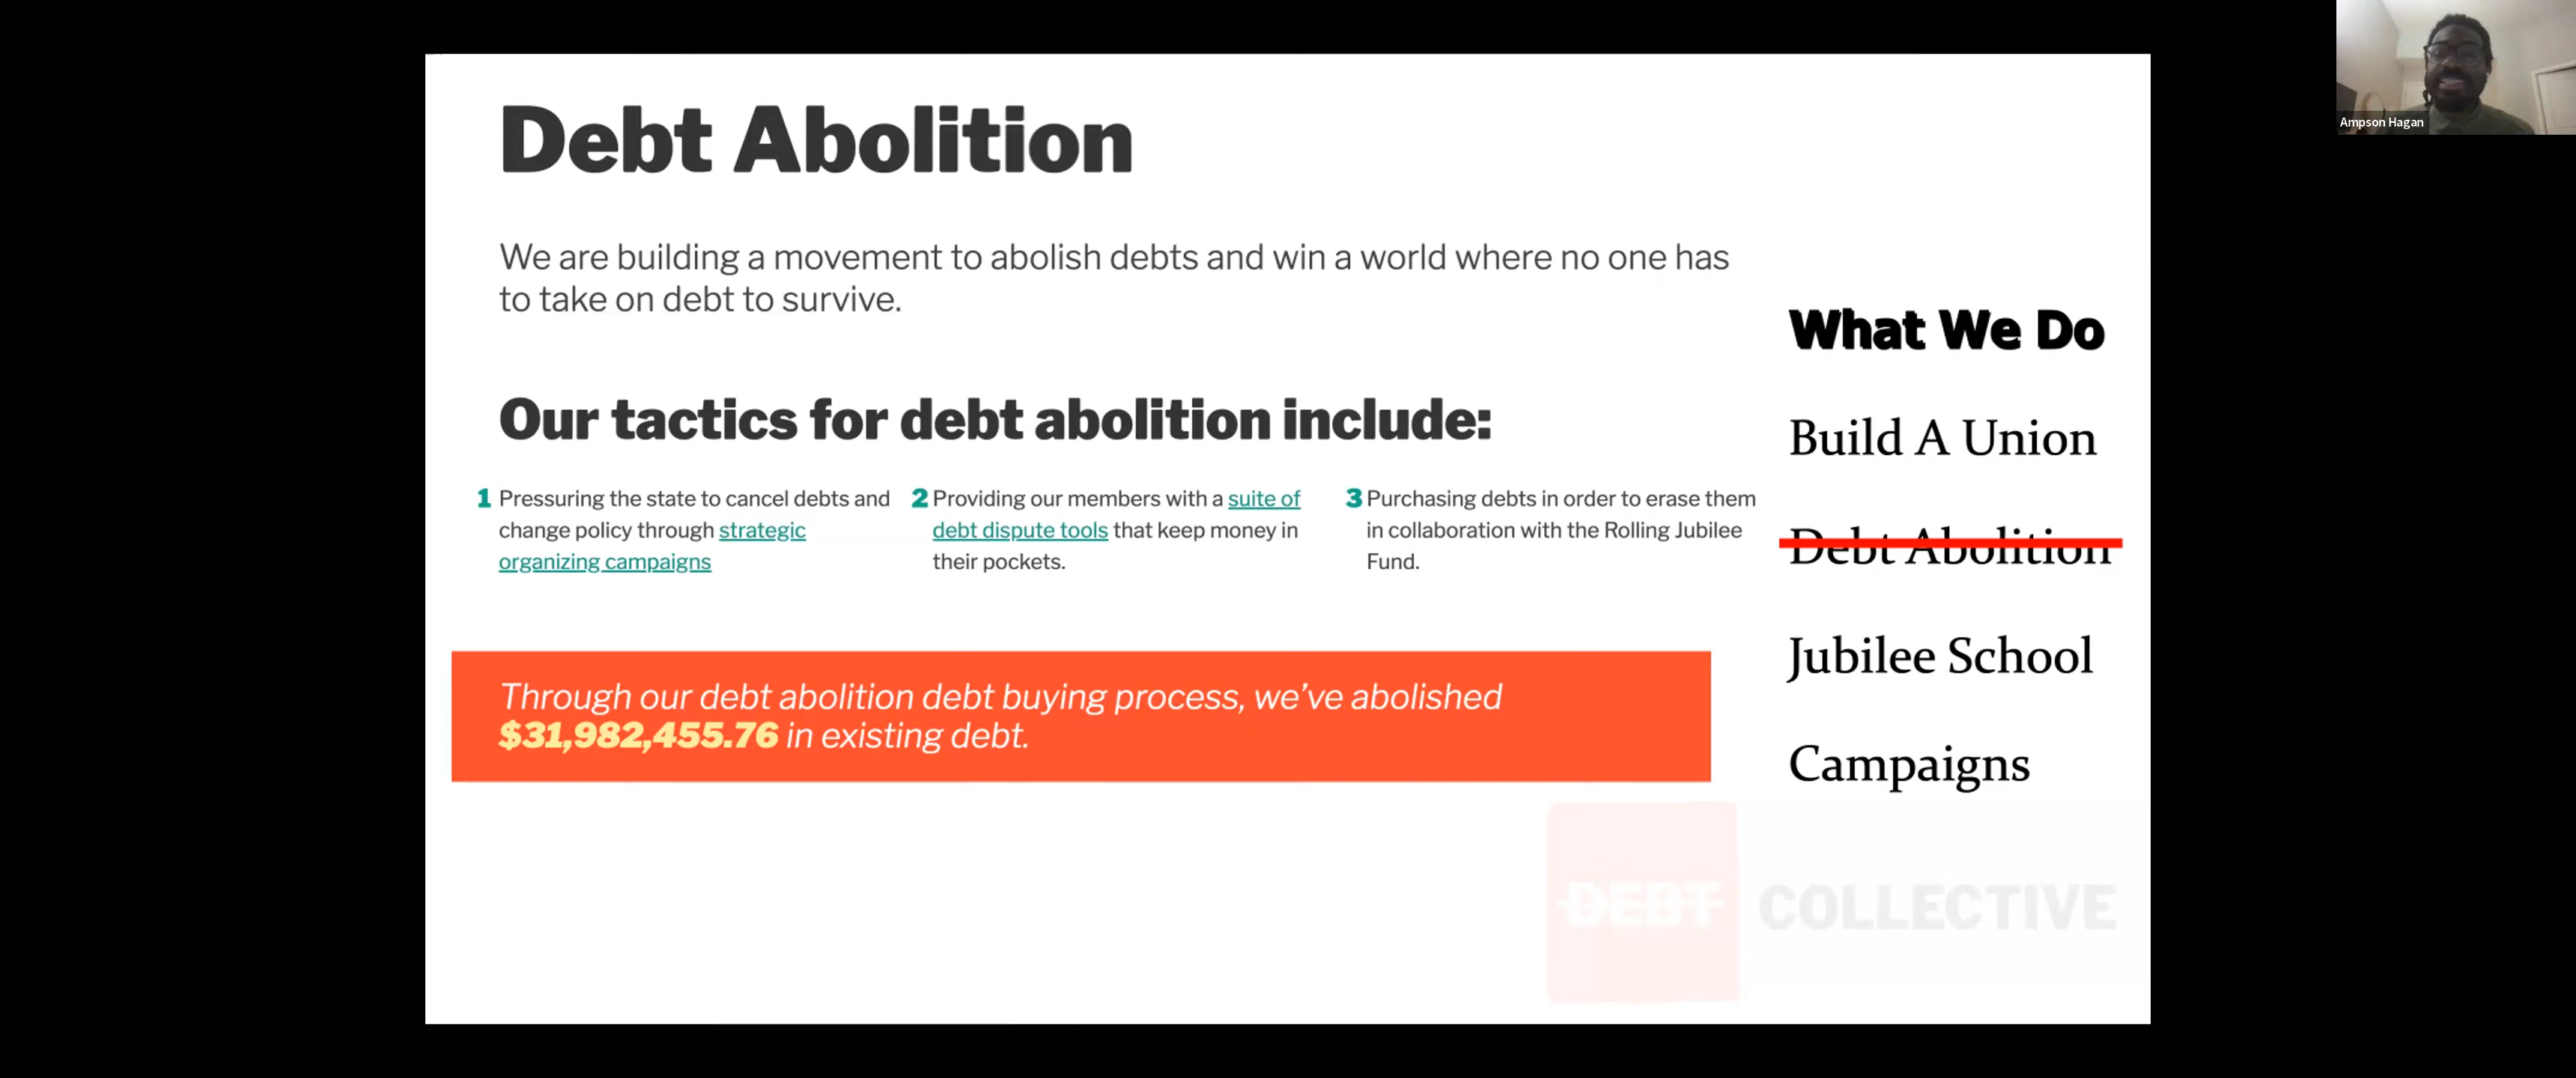 Debt Abolition
We are building a movement to abolish debts and win a world where no one has
to take on debt to survive.
Our tactics for debt abolition include:
1 Pressuring the state to cancel debts and
change policy through strategic
organizing campaigns
2 Providing our members with a suite of
debt dispute tools that keep money in
their pockets.
3 Purchasing debts in order to erase them
in collaboration with the Rolling Jubilee
Fund.
Through our debt abolition debt buying process, we've abolished
$31,982,455.76 in existing debt.
What We Do
Build A Union
Debt Abolition
Jubilee School
Campaigns
DEBT COLLECTIVE
Ampson Hagan